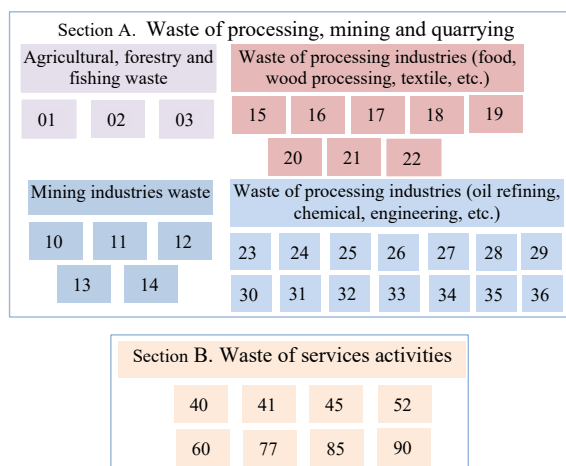 Section A. Waste of processing, mining and quarrying
Agricultural, forestry and
fishing waste
01 02 03
Waste of processing industries (food,
wood processing, textile, etc.)
15 16 17 18 19
20 21 22
Mining industries waste
10 11 12
13 14
Waste of processing industries (oil refining,
chemical, engineering, etc.)
23 24 25 26 27 28 29
30 31 32 33 34 35 36
Section B. Waste of services activities
40 41 45 52
60 77 85 90